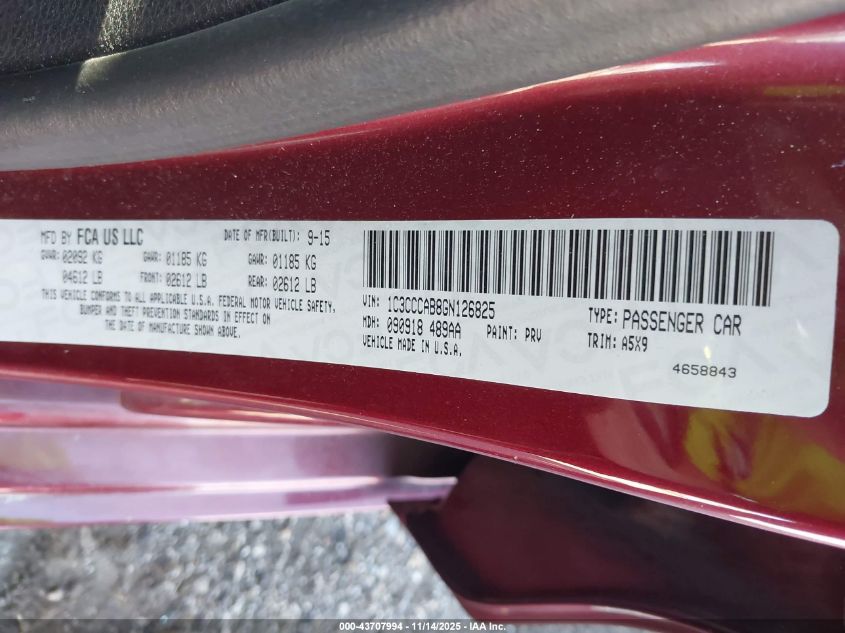 MFD BY FCA US LLC DATE OF MFR(BUILT): 9-15
GVWR: 02092 KG GAWR: 01185 KG GAWR: 01185 KG
04612 LB FRONT: 02612 LB REAR: 02612 LB
THIS VEHICLE CONFORMS TO ALL APPLICABLE U.S.A. FEDERAL MOTOR VEHICLE SAFETY,
BUMPER AND THEFT PREVENTION STANDARDS IN EFFECT ON
THE DATE OF MANUFACTURE SHOWN ABOVE.
VIN: 1C3CCCAB8GN126825 TYPE: PASSENGER CAR
MDH: 090918 489AA PAINT: PRV TRIM: A5X9
VEHICLE MADE IN U.S.A.
4658843
000-43707994 | 11/14/2025 - IAA Inc.